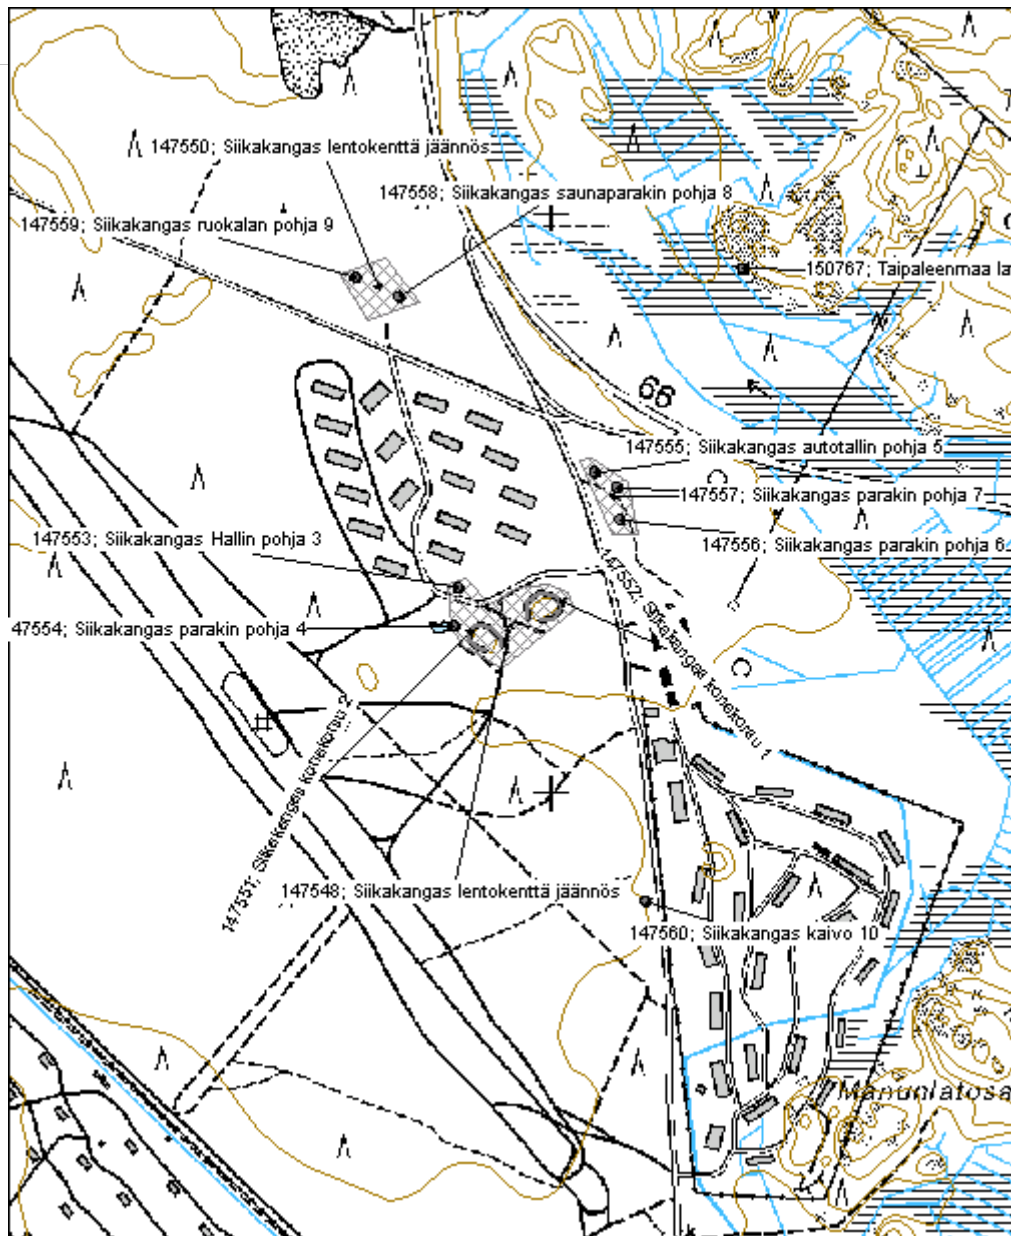 147550; Siikakangas lentokenttä jäännös
147558; Siikakangas saunaparakin pohja 8
147559; Siikakangas ruokalan pohja 9
150767; Taipaleenmaa la
66
147555; Siikakangas autotallin pohja 5
147557; Siikakangas parakin pohja 7
147553; Siikakangas Hallin pohja 3
147556; Siikakangas parakin pohja 6
147552; Siikakangas konekorsu 1
47554; Siikakangas parakin pohja 4
147551; Siikakangas konekorsu 2
147548; Siikakangas lentokenttä jäännös
147560; Siikakangas kaivo 10